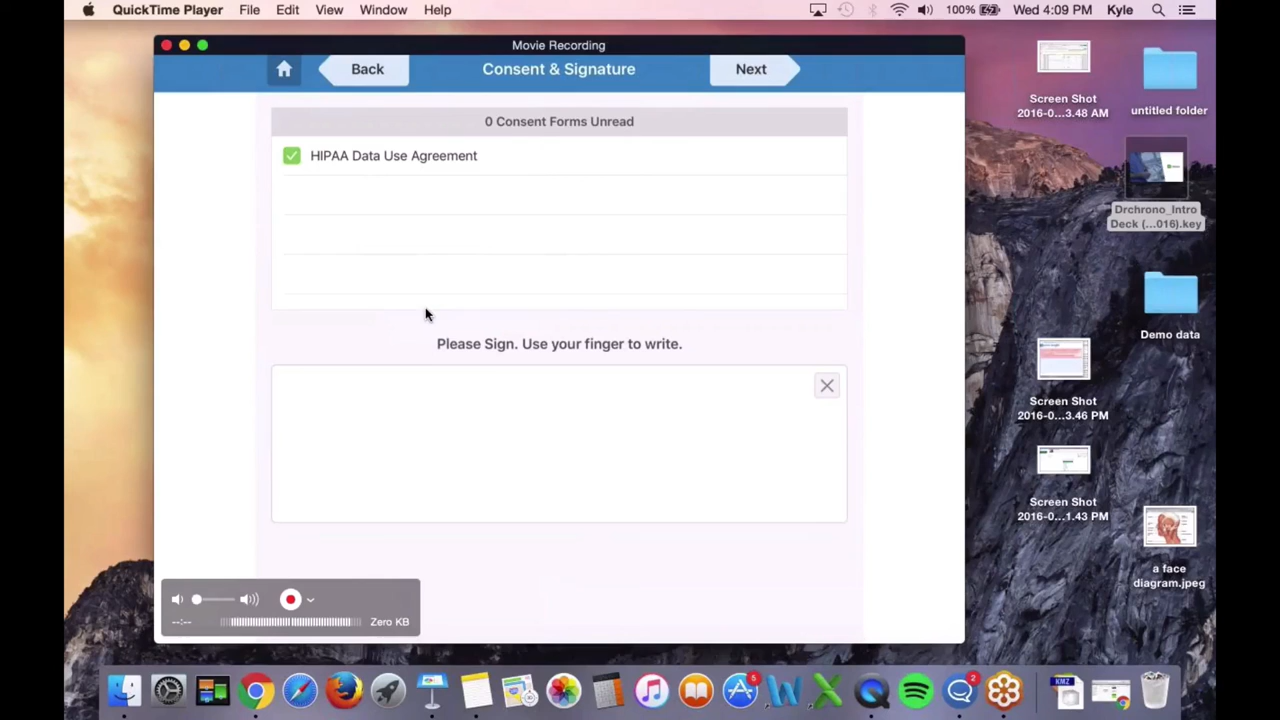 QuickTime Player File Edit View Window Help 100% Wed 4:09 PM Kyle
Movie Recording
Back Consent & Signature Next
0 Consent Forms Unread
HIPAA Data Use Agreement
Please Sign. Use your finger to write.
--:-- Zero KB
Screen Shot
2016-0...3.48 AM
untitled folder
Drchrono_Intro
Deck (...016).key
Demo data
Screen Shot
2016-0...3.46 PM
Screen Shot
2016-0...1.43 PM
a face
diagram.jpeg
5
2
KMZ